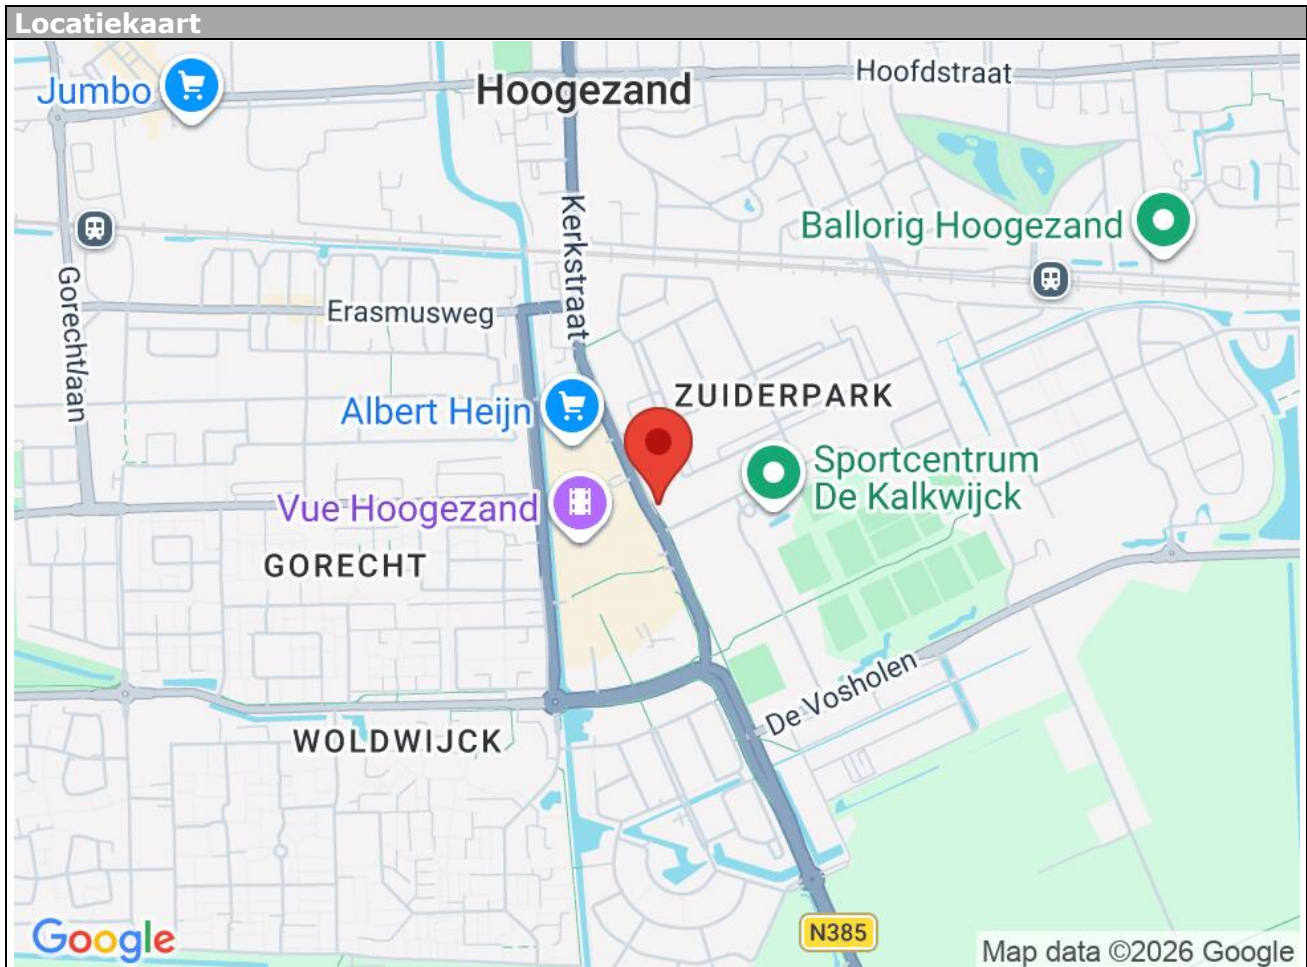 Locatiekaart
Jumbo
Hoogezand
Hoofdstraat
Kerkstraat
Ballorig Hoogezand
Gorechtlaan
Erasmusweg
ZUIDERPARK
Albert Heijn
Sportcentrum
De Kalkwijck
Vue Hoogezand
GORECHT
De Vosholen
WOLDWIJCK
N385
Google
Map data ©2026 Google